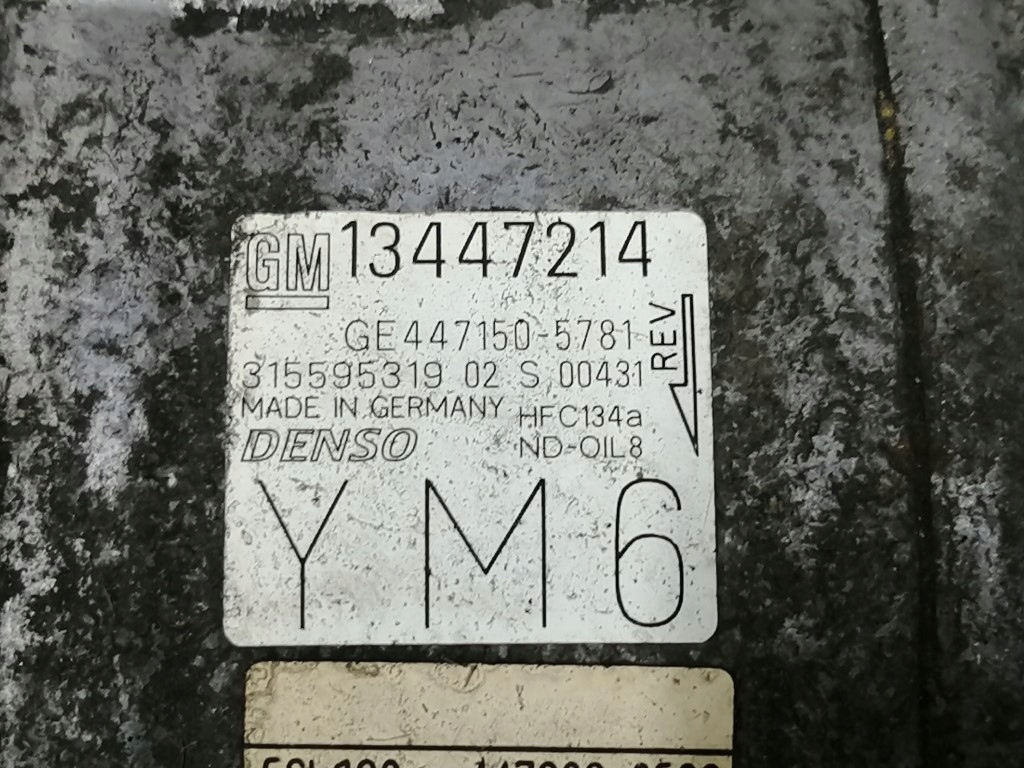 GM 13447214
GE447150-5781
REV
315595319 02 S 00431
MADE IN GERMANY HFC134a
DENSO ND-OIL8
YM6